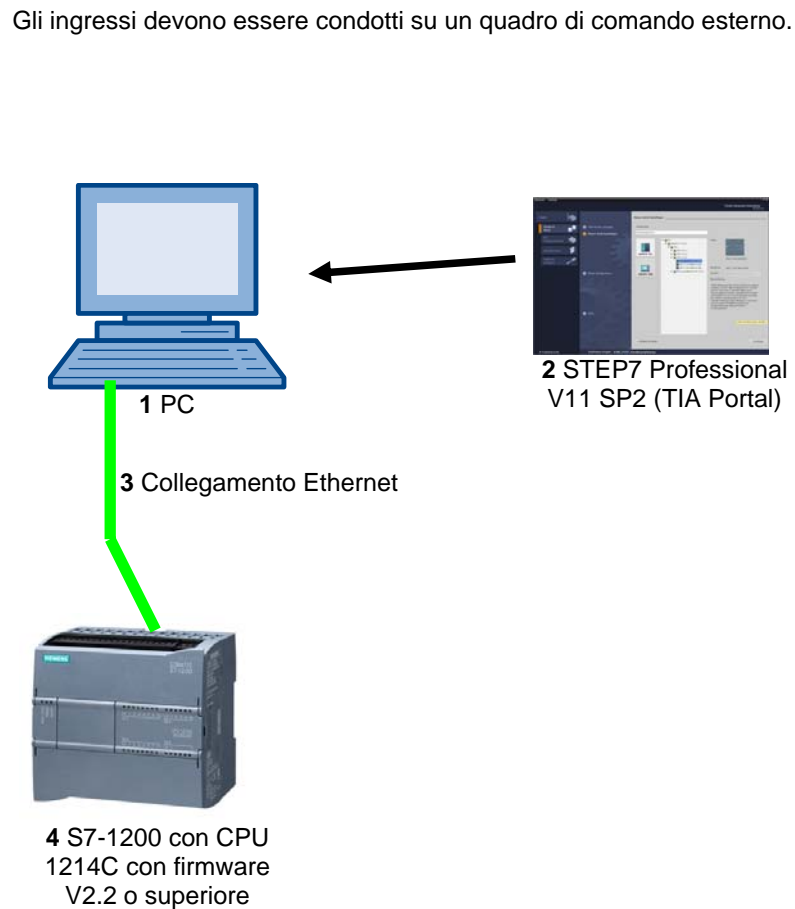 Gli ingressi devono essere condotti su un quadro di comando esterno.
2 STEP7 Professional
V11 SP2 (TIA Portal)
1 PC
3 Collegamento Ethernet
SIEMENS
4 S7-1200 con CPU
1214C con firmware
V2.2 o superiore